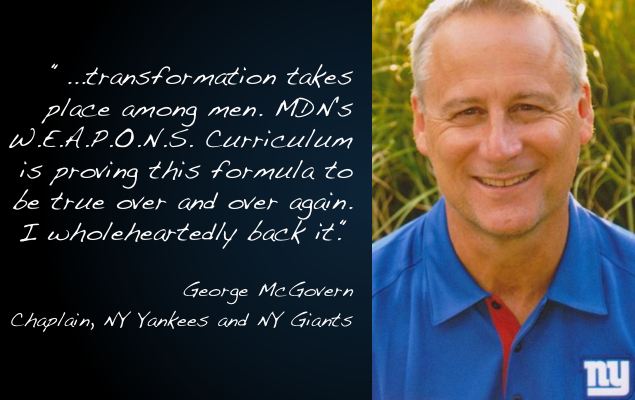 " ...transformation takes
place among men. MDN's
W.E.A.P.O.N.S. Curriculum
is proving this formula to
be true over and over again.
I wholeheartedly back it".
George McGovern
Chaplain, NY Yankees and NY Giants
ny